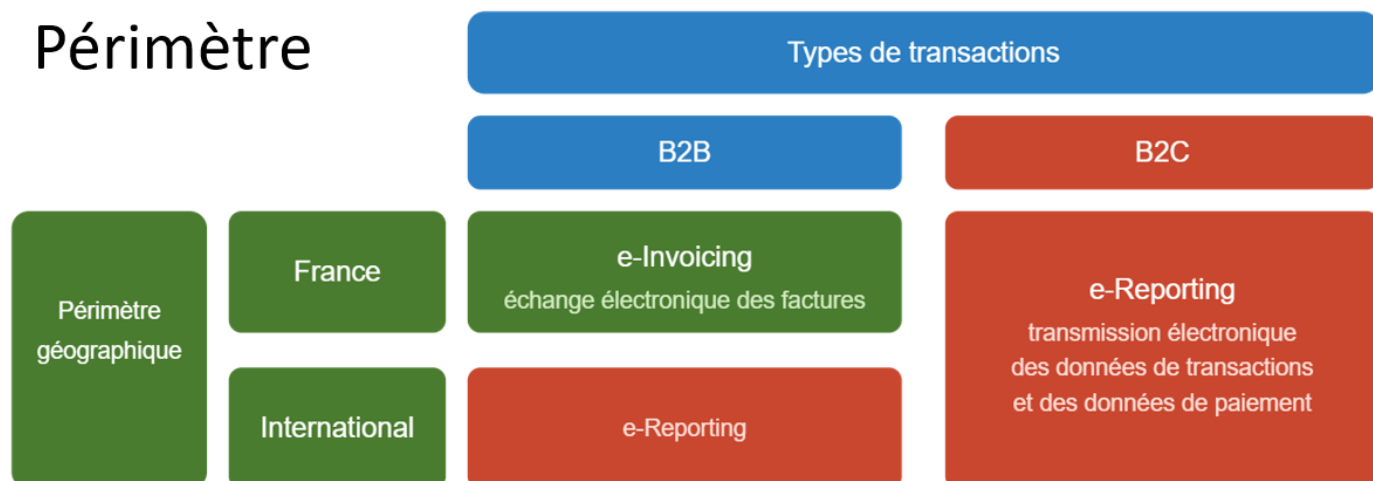 Périmètre
Types de transactions
B2B
B2C
Périmètre
géographique
France
e-Invoicing
échange électronique des factures
e-Reporting
transmission électronique
des données de transactions
et des données de paiement
International
e-Reporting